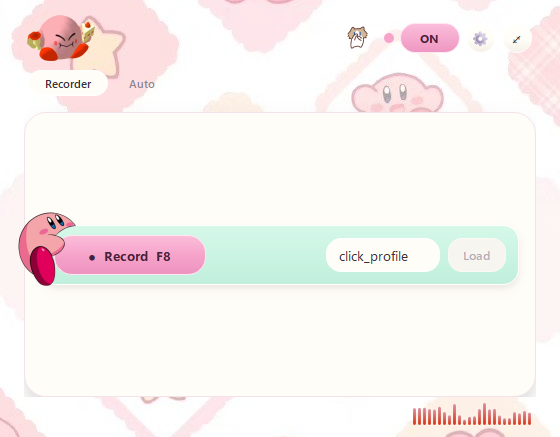 ON
Recorder
Auto
● Record F8
click_profile
Load